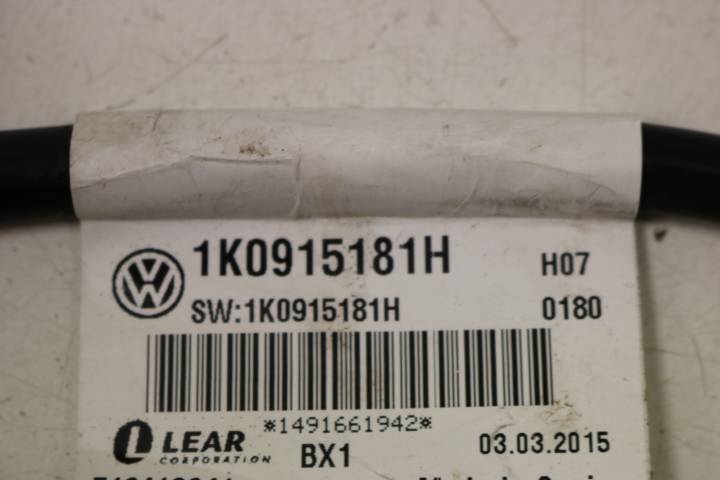 1K0915181H H07
SW:1K0915181H 0180
*1491661942*
LEAR
CORPORATION BX1 03.03.2015